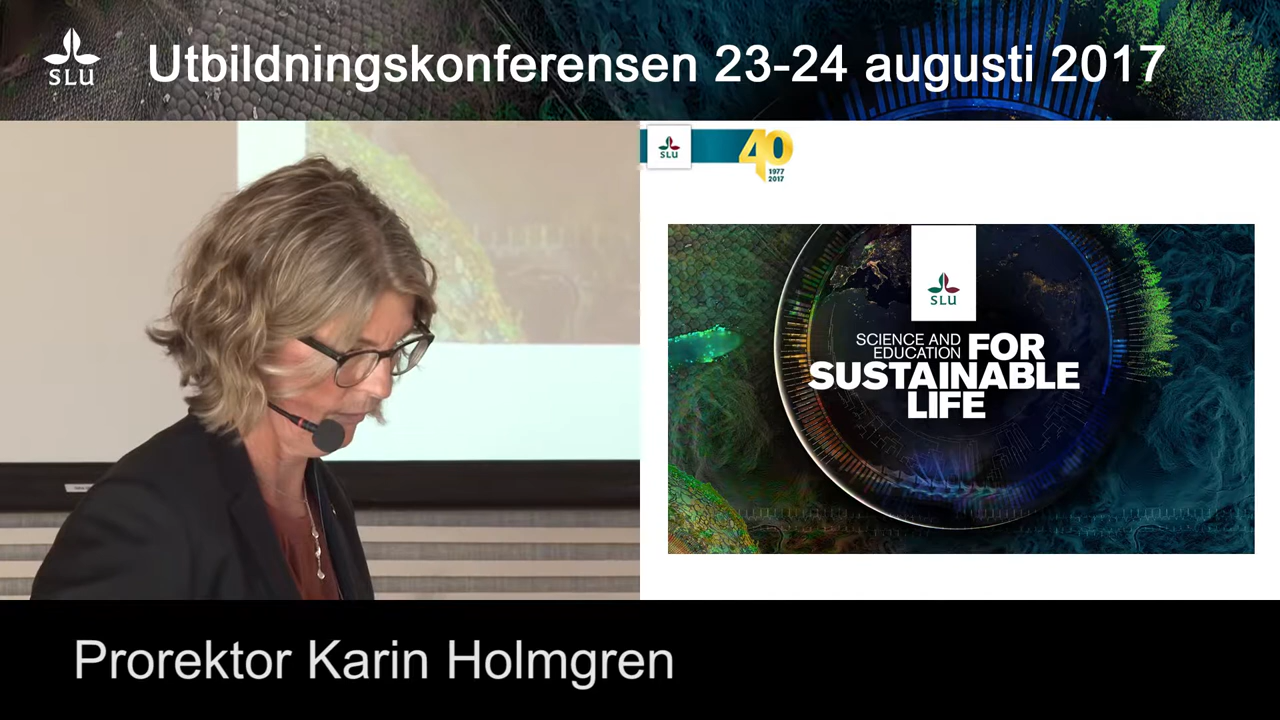 SLU
Utbildningskonferensen 23-24 augusti 2017
SLU
40
1977
2017
SLU
SCIENCE AND
EDUCATION FOR
SUSTAINABLE
LIFE
Prorektor Karin Holmgren